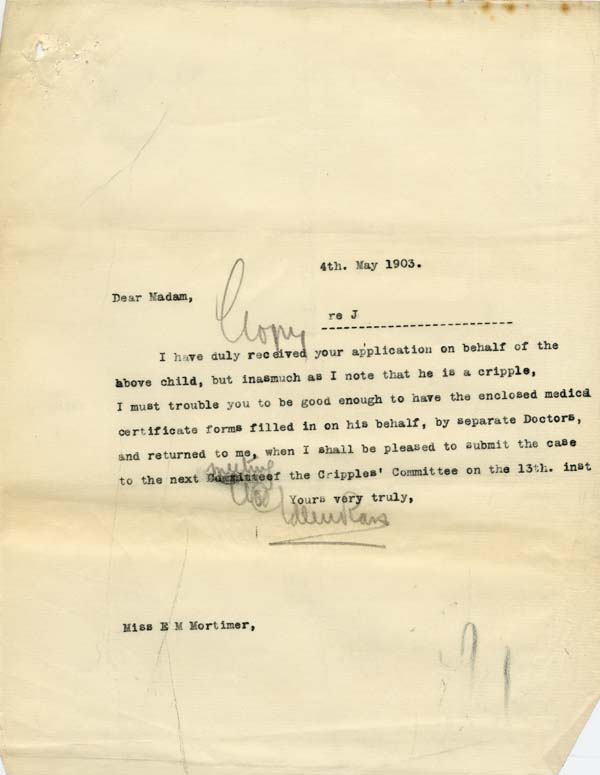 4th. May 1903.
Dear Madam,
Copy
re J
I have duly received your application on behalf of the
above child, but inasmuch as I note that he is a cripple,
I must trouble you to be good enough to have the enclosed medical
certificate forms filled in on his behalf, by separate Doctors,
and returned to me, when I shall be pleased to submit the case
meeting
to the next Committee of the Cripples' Committee on the 13th. inst
Yours very truly,
Miss E M Mortimer,